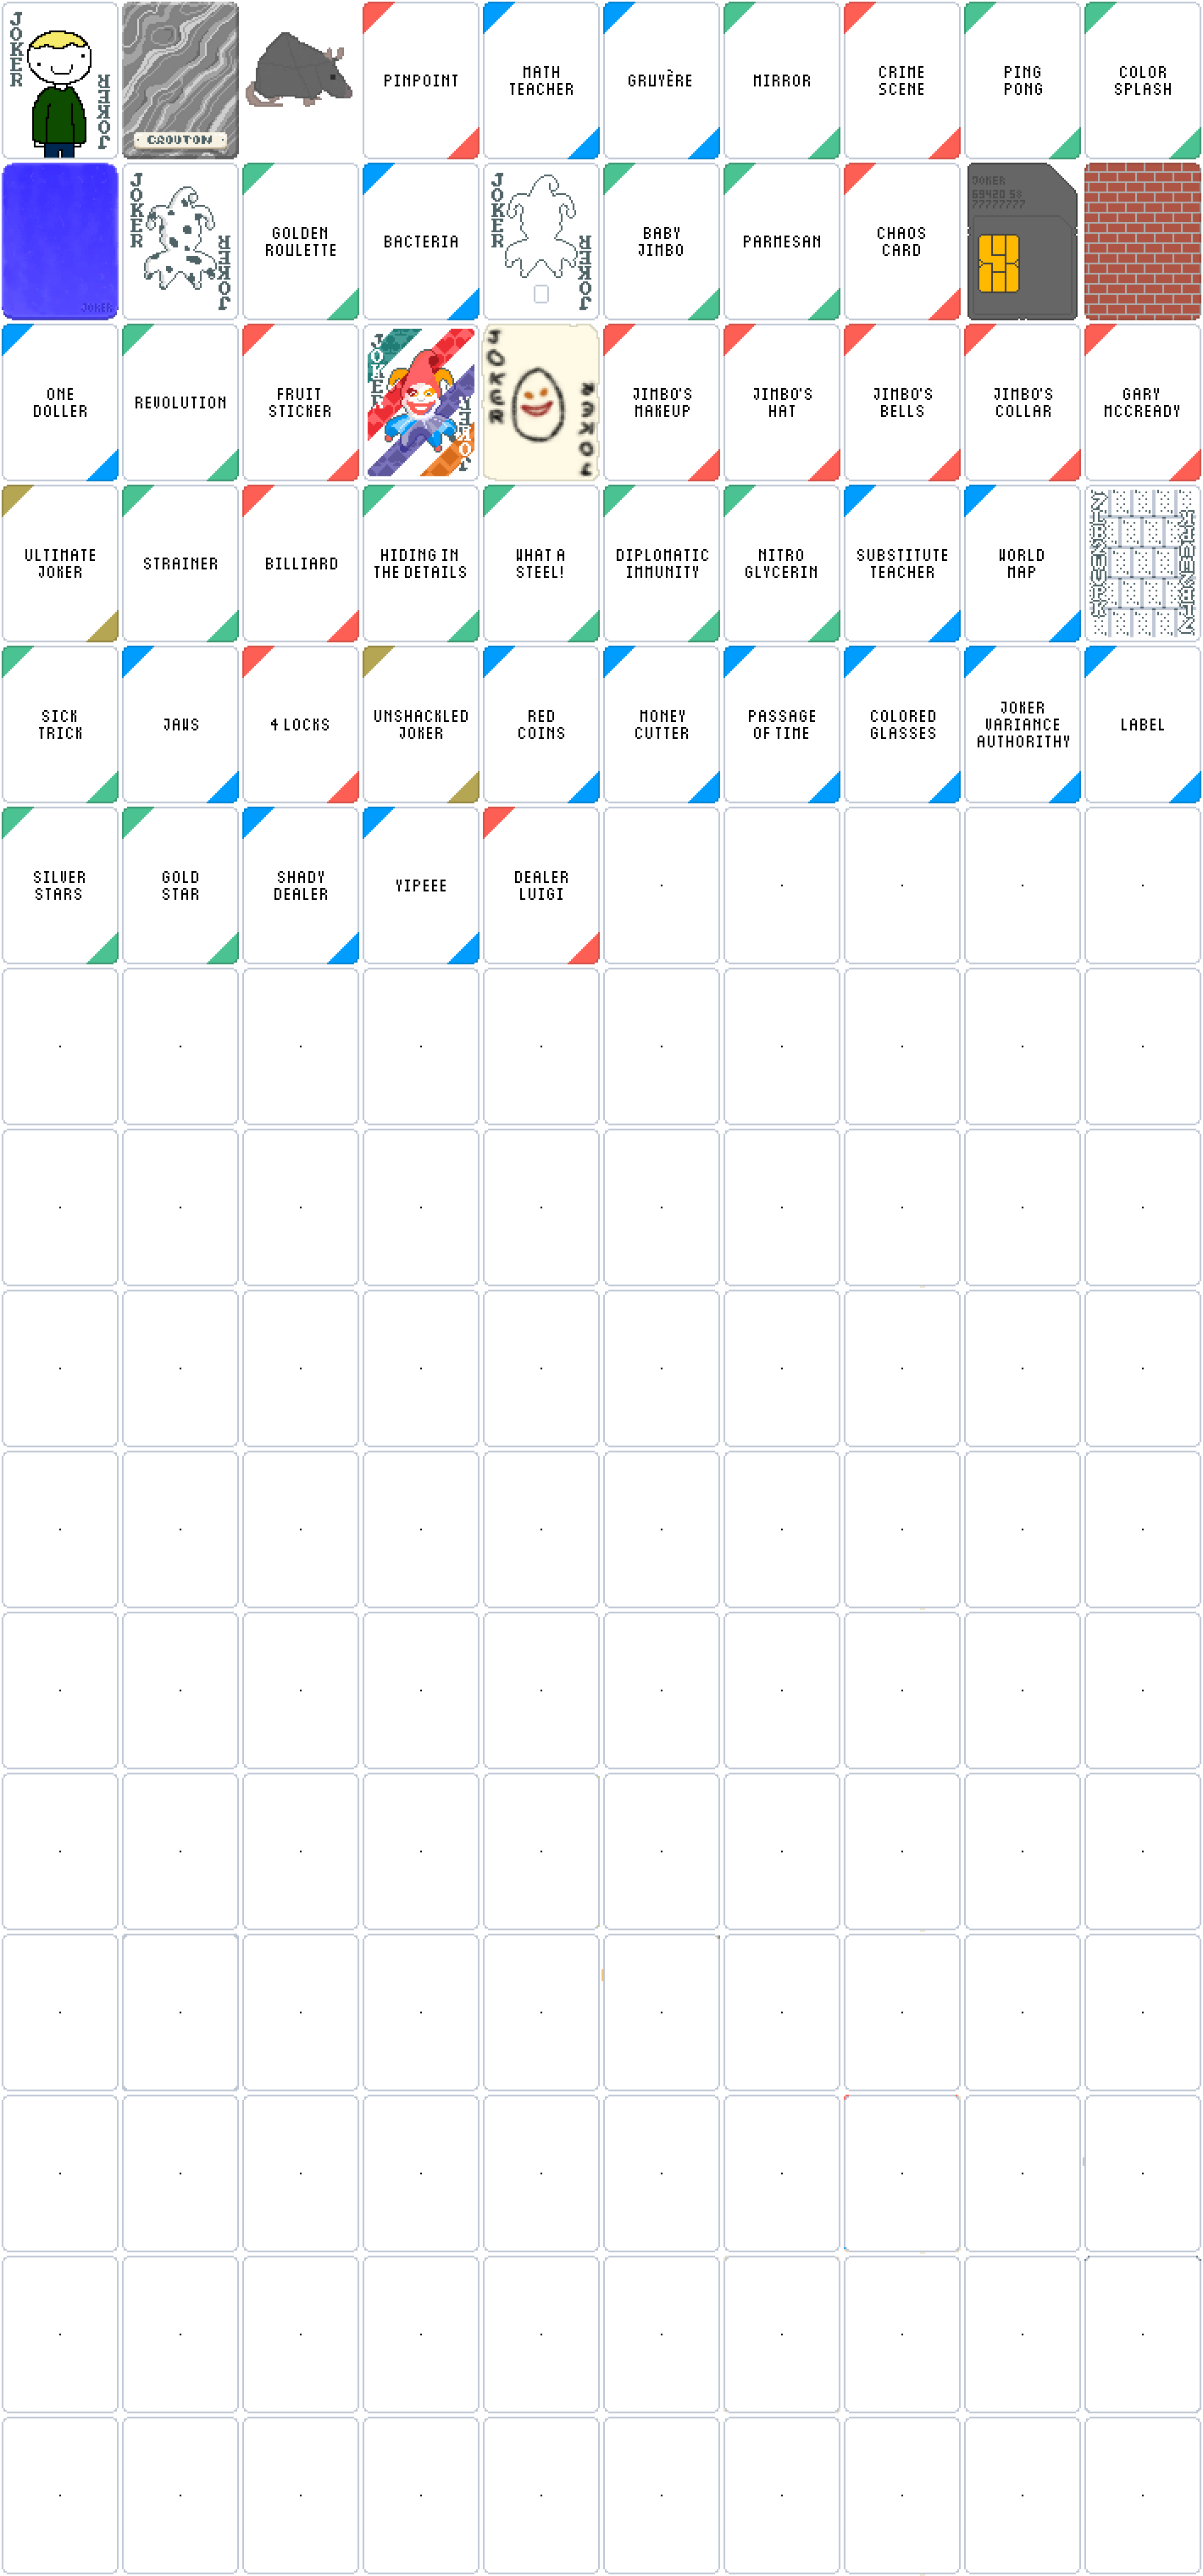 JOKER
JOKER
CROUTON
PINPOINT
MATH
TEACHER
GRUYÈRE
MIRROR
CRIME
SCENE
PING
PONG
COLOR
SPLASH
JOKER
JOKER
JOKER
GOLDEN
ROULETTE
BACTERIA
JOKER
JOKER
BABY
JIMBO
PARMESAN
CHAOS
CARD
JOKER
69420 58
77777777
ONE
DOLLER
REVOLUTION
FRUIT
STICKER
JOKER
JOKER
JOKER
JOKER
JIMBO'S
MAKEUP
JIMBO'S
HAT
JIMBO'S
BELLS
JIMBO'S
COLLAR
GARY
MCCREADY
ULTIMATE
JOKER
STRAINER
BILLIARD
HIDING IN
THE DETAILS
WHAT A
STEEL!
DIPLOMATIC
IMMUNITY
NITRO
GLYCERIN
SUBSTITUTE
TEACHER
WORLD
MAP
SICK
TRICK
JAWS
4 LOCKS
UNSHACKLED
JOKER
RED
COINS
MONEY
CUTTER
PASSAGE
OF TIME
COLORED
GLASSES
JOKER
VARIANCE
AUTHORITHY
LABEL
SILVER
STARS
GOLD
STAR
SHADY
DEALER
YIPEEE
DEALER
LUIGI